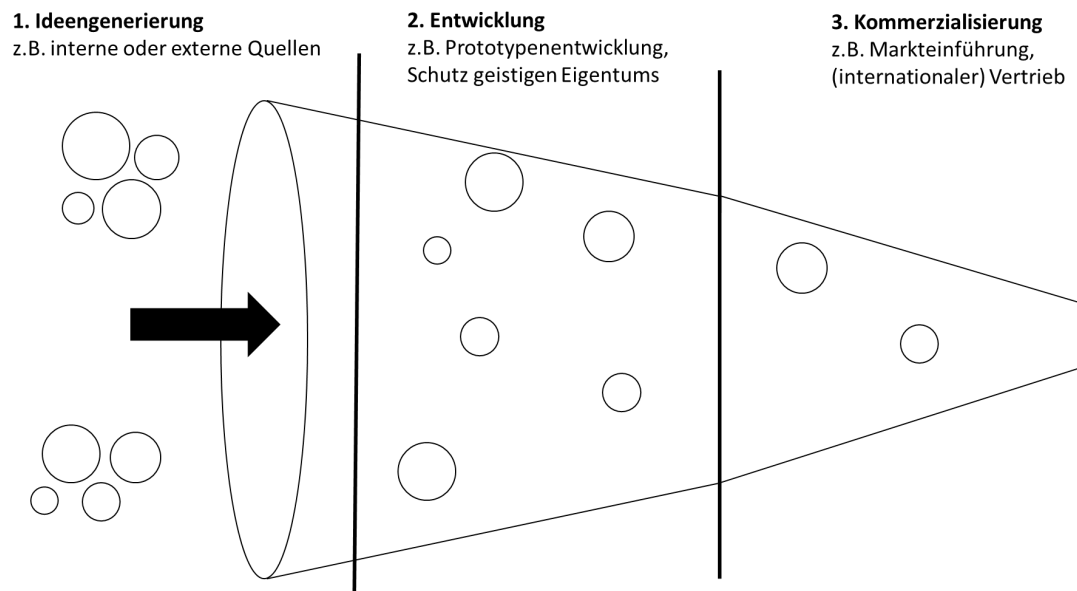 1. Ideengenerierung
z.B. interne oder externe Quellen
2. Entwicklung
z.B. Prototypenentwicklung,
Schutz geistigen Eigentums
3. Kommerzialisierung
z.B. Markteinführung,
(internationaler) Vertrieb